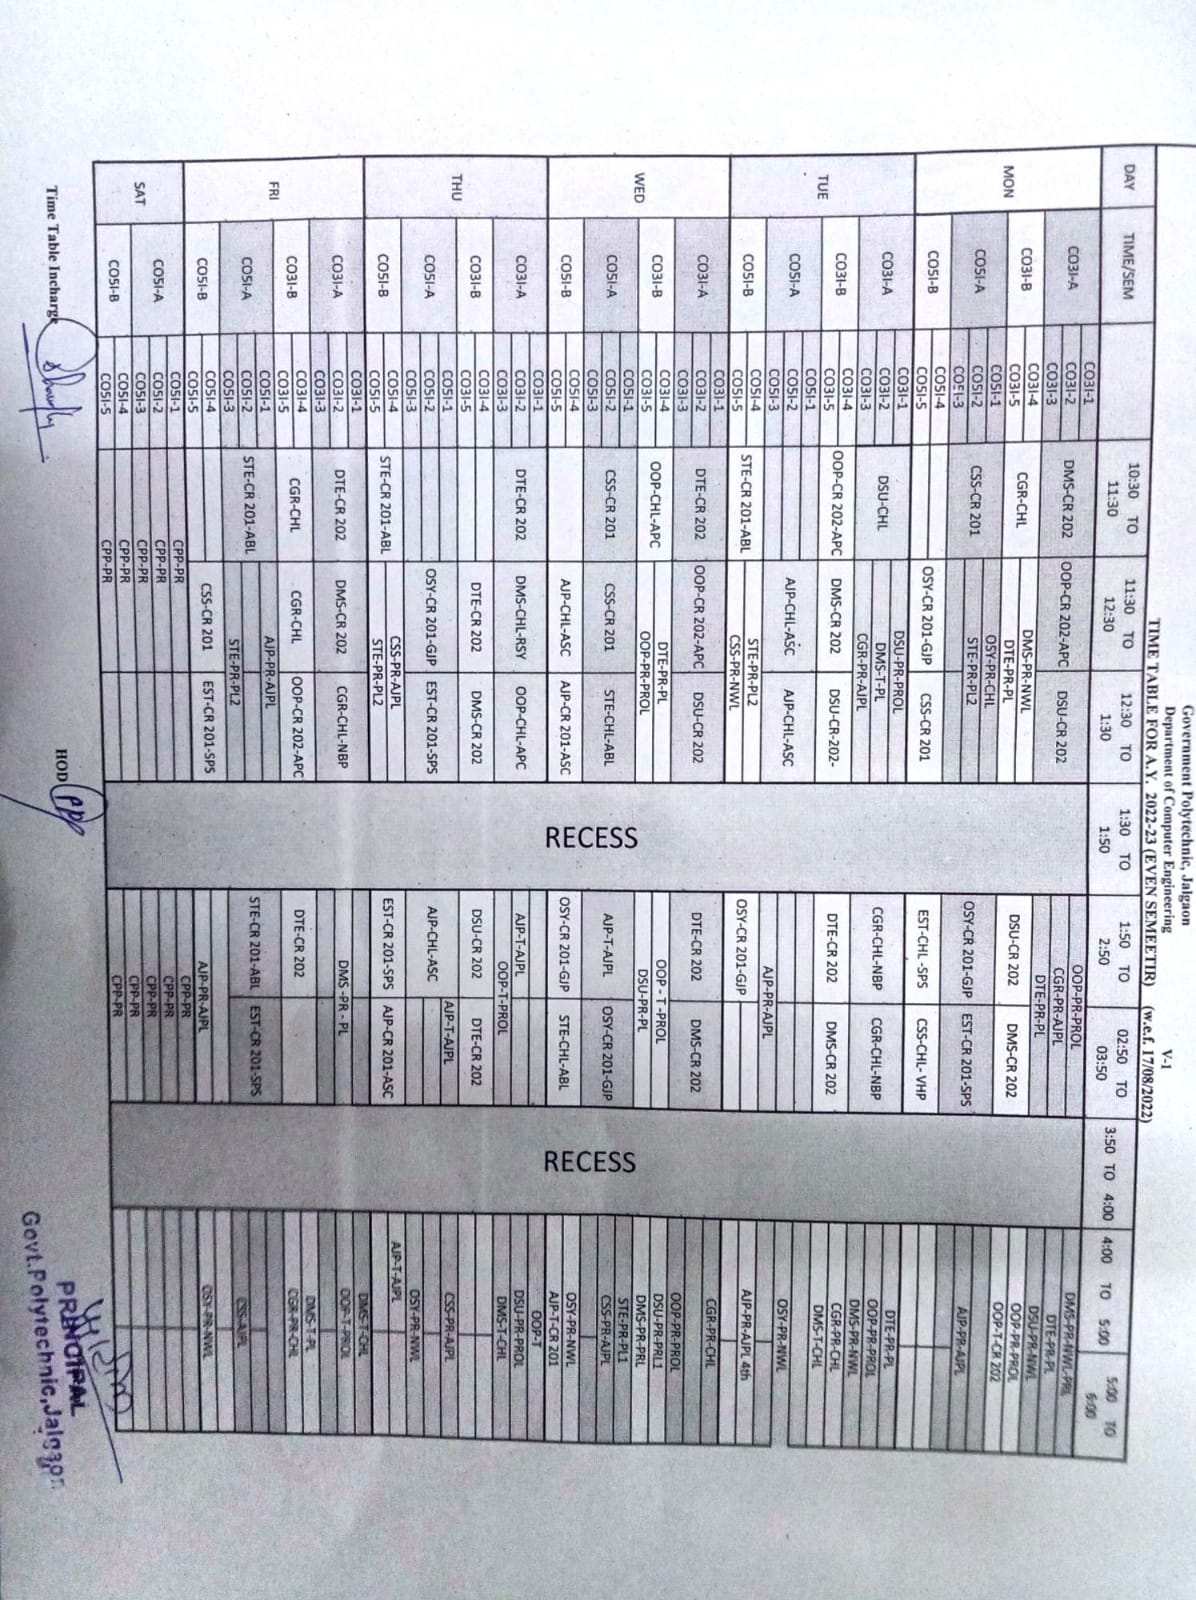 Government Polytechnic, Jalgaon
Department of Computer Engineering V-1
TIME TABLE FOR A.Y. 2022-23 (EVEN SEMEETIR) (w.e.f. 17/08/2022)
DAY TIME/SEM 10:30 TO 11:30 11:30 TO 12:30 12:30 TO 1:30 1:30 TO 1:50 1:50 TO 2:50 02:50 TO 03:50 3:50 TO 4:00 4:00 TO 5:00 5:00 TO 6:00
RECESS
RECESS
MON
CO3I-A CO3I-1 CO3I-2 CO3I-3 DMS-CR 202 OOP-CR 202-APC DSU-CR 202
OOP-PR-PROL DMS-PR-NWL-PRL
CGR-PR-AJPL DTE-PR-PL
DTE-PR-PL DSU-PR-NWL
CO3I-B CO3I-4 CO3I-5 CGR-CHL DSU-CR 202 DMS-CR 202
DMS-PR-NWL OOP-PR-PROL
DTE-PR-PL OOP-T-CR 202
CO5I-A CO5I-1 CO5I-2 CO5I-3 CSS-CR 201 OSY-CR 201-GJP EST-CR 201-SPS AJP-PR-AJPL
OSY-PR-CHL
STE-PR-PL2
CO5I-B CO5I-4 CO5I-5 OSY-CR 201-GJP CSS-CR 201 EST-CHL -SPS CSS-CHL- VHP
TUE
CO3I-A CO3I-1 CO3I-2 CO3I-3 DSU-CHL CGR-CHL-NBP CGR-CHL-NBP
DSU-PR-PROL DTE-PR-PL
DMS-T-PL OOP-PR-PROL
CGR-PR-AJPL DMS-PR-NWL
CO3I-B CO3I-4 CO3I-5 OOP-CR 202-APC DMS-CR 202 DSU-CR-202- DTE-CR 202 DMS-CR 202
CGR-PR-CHL
DMS-T-CHL
CO5I-A CO5I-1 CO5I-2 CO5I-3 AJP-CHL-ASC AJP-CHL-ASC
OSY-PR-NWL
AJP-PR-AJPL
CO5I-B CO5I-4 CO5I-5 STE-CR 201-ABL OSY-CR 201-GJP AJP-PR-AJPL 4th
STE-PR-PL2
CSS-PR-NWL
WED
CO3I-A CO3I-1 CO3I-2 CO3I-3 DTE-CR 202 OOP-CR 202-APC DSU-CR 202 DTE-CR 202 DMS-CR 202
CGR-PR-CHL
OOP-PR-PROL
CO3I-B CO3I-4 CO3I-5 OOP-CHL-APC
DTE-PR-PL OOP - T -PROL DSU-PR-PRL1
OOP-PR-PROL DSU-PR-PL DMS-PR-PRL
CO5I-A CO5I-1 CO5I-2 CO5I-3 CSS-CR 201 CSS-CR 201 STE-CHL-ABL AJP-T-AJPL OSY-CR 201-GJP
STE-PR-PL1
CSS-PR-AJPL
CO5I-B CO5I-4 CO5I-5 AJP-CHL-ASC AJP-CR 201-ASC OSY-CR 201-GJP STE-CHL-ABL
OSY-PR-NWL
AJP-T-CR 201
THU
CO3I-A CO3I-1 CO3I-2 CO3I-3 DTE-CR 202 DMS-CHL-RSY OOP-CHL-APC
OOP-T
AJP-T-AJPL DSU-PR-PROL
OOP-T-PROL DMS-T-CHL
CO3I-B CO3I-4 CO3I-5 DTE-CR 202 DMS-CR 202 DSU-CR 202 DTE-CR 202
CO5I-A CO5I-1 CO5I-2 CO5I-3 OSY-CR 201-GJP EST-CR 201-SPS AJP-CHL-ASC
AJP-T-AJPL CSS-PR-AJPL
OSY-PR-NWL
CO5I-B CO5I-4 CO5I-5 STE-CR 201-ABL EST-CR 201-SPS AJP-CR 201-ASC
CSS-PR-AJPL AJP-T-AJPL
STE-PR-PL2
FRI
CO3I-A CO3I-1 CO3I-2 CO3I-3 DTE-CR 202 DMS-CR 202 CGR-CHL-NBP
DMS-T-CHL
DMS -PR - PL OOP-T-PROL
CO3I-B CO3I-4 CO3I-5 CGR-CHL CGR-CHL OOP-CR 202-APC DTE-CR 202
DMS-T-PL
CGR-PR-CHL
CO5I-A CO5I-1 CO5I-2 CO5I-3 STE-CR 201-ABL STE-CR 201-ABL EST-CR 201-SPS
AJP-PR-AJPL
STE-PR-PL2
CSS-AJPL
CO5I-B CO5I-4 CO5I-5 CSS-CR 201 EST-CR 201-SPS AJP-PR-AJPL OSY-PR-NWL
SAT
CO5I-A
CO5I-1 CPP-PR CPP-PR
CO5I-2 CPP-PR CPP-PR
CO5I-3 CPP-PR CPP-PR
CO5I-B
CO5I-4 CPP-PR CPP-PR
CO5I-5 CPP-PR CPP-PR
Time Table Incharge
HOD
PRINCIPAL
Govt.Polytechnic,Jalgaon